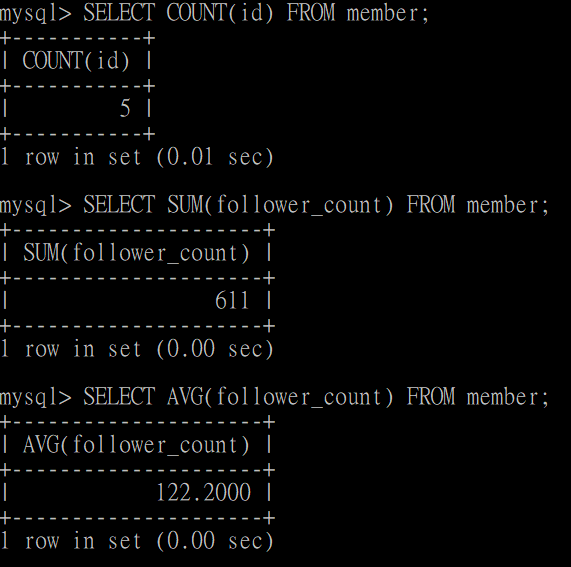 mysql> SELECT COUNT(id) FROM member;
+-----------+
| COUNT(id) |
+-----------+
|         5 |
+-----------+
1 row in set (0.01 sec)
mysql> SELECT SUM(follower_count) FROM member;
+---------------------+
| SUM(follower_count) |
+---------------------+
|                 611 |
+---------------------+
1 row in set (0.00 sec)
mysql> SELECT AVG(follower_count) FROM member;
+---------------------+
| AVG(follower_count) |
+---------------------+
|            122.2000 |
+---------------------+
1 row in set (0.00 sec)